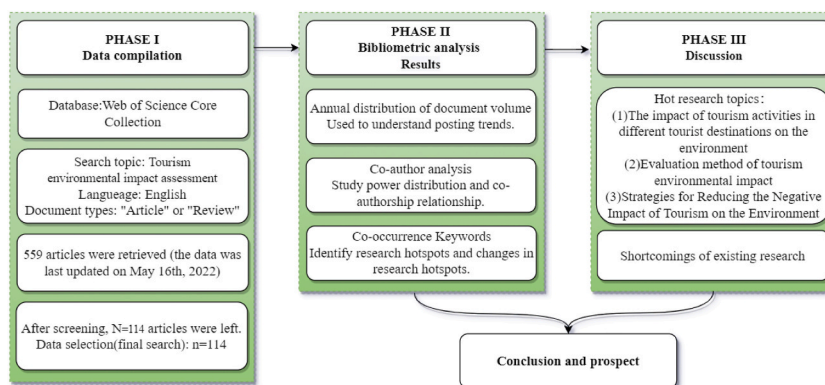 PHASE I
Data compilation
Database:Web of Science Core
Collection
Search topic: Tourism
environmental impact assessment
Langueage: English
Document types: "Article" or "Review"
559 articles were retrieved (the data was
last updated on May 16th, 2022)
After screening, N=114 articles were left.
Data selection(final search): n=114
PHASE II
Bibliometric analysis
Results
Annual distribution of document volume
Used to understand posting trends.
Co-author analysis
Study power distribution and co-
authorship relationship.
Co-occurrence Keywords
Identify research hotspots and changes in
research hotspots.
PHASE III
Discussion
Hot research topics：
(1)The impact of tourism activities in
different tourist destinations on the
environment
(2)Evaluation method of tourism
environmental impact
(3)Strategies for Reducing the Negative
Impact of Tourism on the Environment
Shortcomings of existing research
Conclusion and prospect